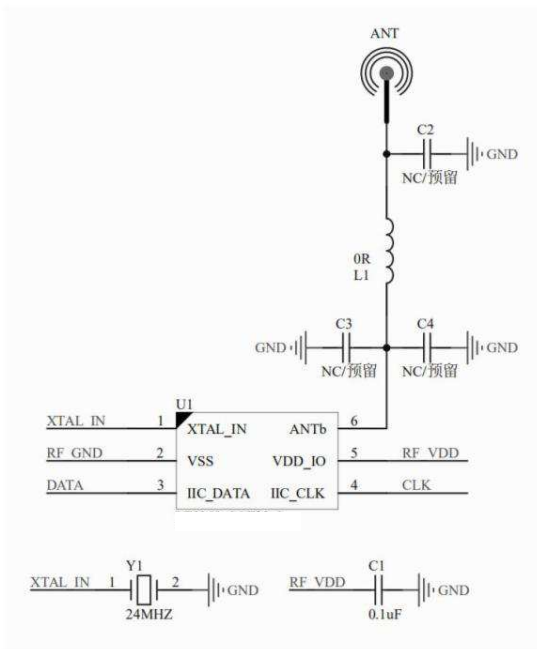 ANT
C2
GND
NC/预留
0R
L1
C3 C4
GND GND
NC/预留 NC/预留
U1
XTAL_IN 1 XTAL_IN ANTb 6
RF_GND 2 VSS VDD_IO 5 RF_VDD
DATA 3 IIC_DATA IIC_CLK 4 CLK
Y1 C1
XTAL_IN 1 2 GND RF_VDD GND
24MHZ 0.1uF